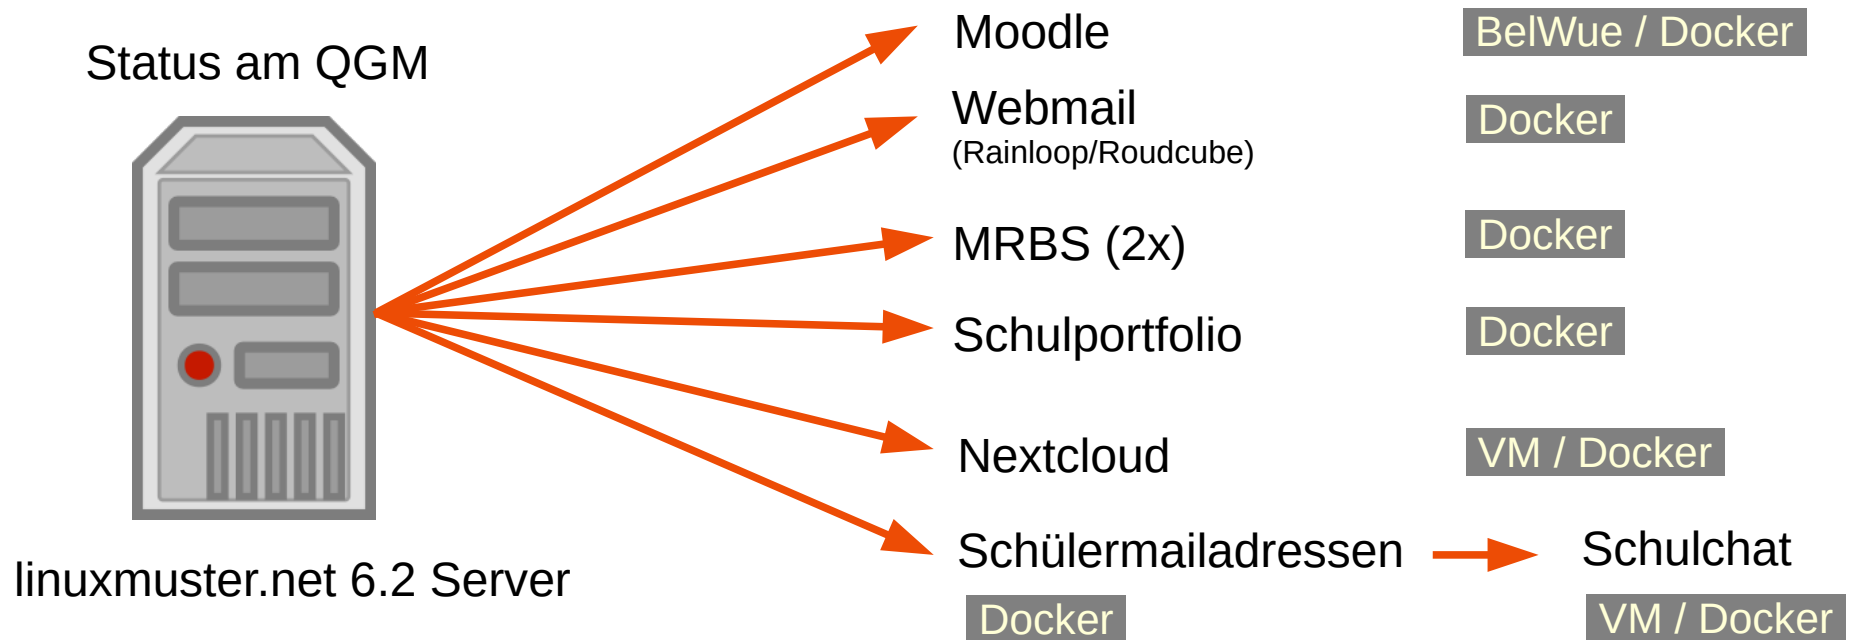 Status am QGM
linuxmuster.net 6.2 Server
Moodle
BelWue / Docker
Webmail
(Rainloop/Roudcube)
Docker
MRBS (2x)
Docker
Schulportfolio
Docker
Nextcloud
VM / Docker
Schülermailadressen
Docker
Schulchat
VM / Docker